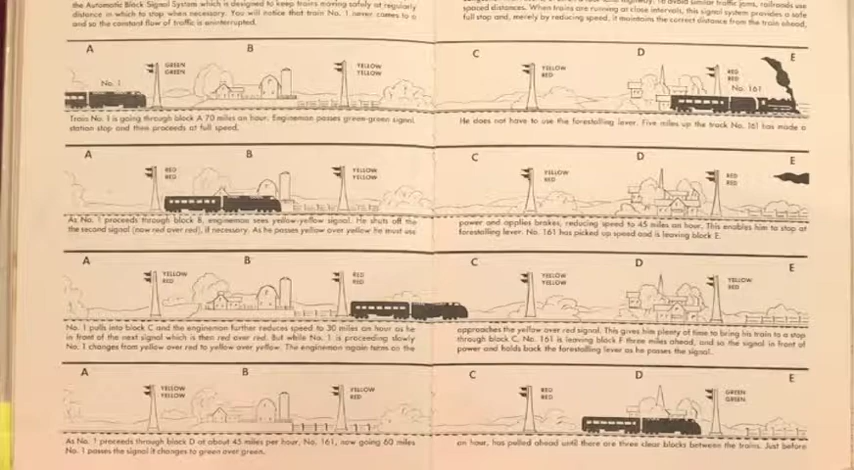 the Automatic Block Signal System which is designed to keep trains moving safely at regularly
distance in which to stop when necessary. You will notice that train No. 1 never comes to a
and so the constant flow of traffic is uninterrupted.
spaced distances. When trains are running at close intervals, this signal system provides a safe
full stop and, merely by reducing speed, it maintains the correct distance from the train ahead.
A
B
C
D
E
GREEN
GREEN
YELLOW
YELLOW
YELLOW
RED
RED
RED
No. 1
No. 161
Train No. 1 is going through block A 70 miles an hour. Engineman passes green-green signal
station stop and then proceeds at full speed.
He does not have to use the forestalling lever. Five miles up the track No. 161 has made a
A
B
C
D
E
RED
RED
YELLOW
YELLOW
YELLOW
RED
RED
RED
As No. 1 proceeds through block B, engineman sees yellow-yellow signal. He shuts off the
the second signal (now red over red), if necessary. As he passes yellow over yellow he must use
power and applies brakes, reducing speed to 45 miles an hour. This enables him to stop at
forestalling lever. No. 161 has picked up speed and is leaving block E.
A
B
C
D
E
YELLOW
RED
RED
RED
YELLOW
YELLOW
YELLOW
RED
No. 1 pulls into block C and the engineman further reduces speed to 30 miles an hour as he
in front of the next signal which is then red over red. But while No. 1 is proceeding slowly
No. 1 changes from yellow over red to yellow over yellow. The engineman again
approaches the yellow over red signal. This gives him plenty of time to bring his train to a stop
through block C, No. 161 is leaving block F three miles ahead, and so the signal in front of
power and holds back the forestalling lever as he passes the signal.
A
B
C
D
E
YELLOW
YELLOW
YELLOW
RED
RED
RED
GREEN
GREEN
As No. 1 proceeds through block D at about 45 miles per hour, No. 161, now going 60 miles
No. 1 passes the signal it changes to green over green.
an hour, has pulled ahead until there are three clear blocks between the trains. Just before